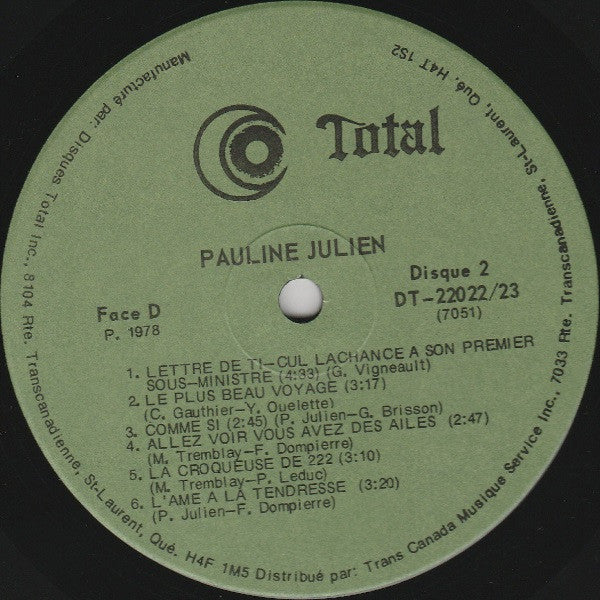 Total
PAULINE JULIEN
Face D
P. 1978
Disque 2
DT-22022/23
(7051)
1. LETTRE DE TI-CUL LACHANCE A SON PREMIER
SOUS-MINISTRE (4:33) (G. Vigneault)
2. LE PLUS BEAU VOYAGE (3:17)
(C. Gauthier-Y. Ouelette)
3. COMME SI (2:45) (P. Julien-G. Brisson)
4. ALLEZ VOIR VOUS AVEZ DES AILES (2:47)
(M. Tremblay-F. Dompierre)
5. LA CROQUEUSE DE 222 (3:10)
(M. Tremblay-P. Leduc)
6. L'AME A LA TENDRESSE (3:20)
(P. Julien-F. Dompierre)
Manufacturé par: Disques Total Inc., 8104 Rte. Transcanadienne, St-Laurent, Qué. H4F 1M5 Distribué par: Trans Canada Musique Service Inc., 7033 Rte. Transcanadienne, St-Laurent, Qué. H4T 1S2